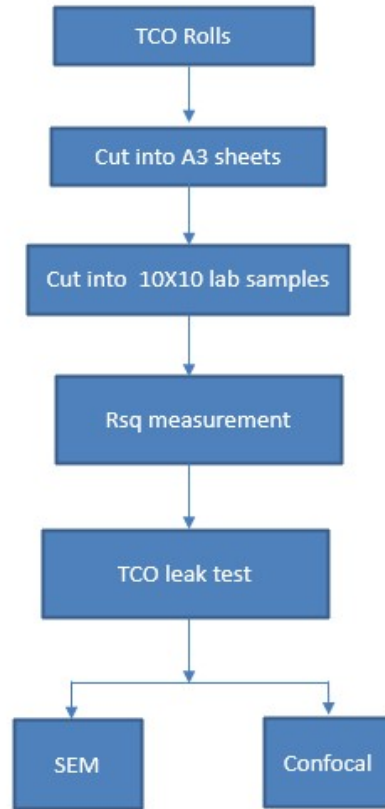 TCO Rolls
Cut into A3 sheets
Cut into 10X10 lab samples
Rsq measurement
TCO leak test
SEM
Confocal